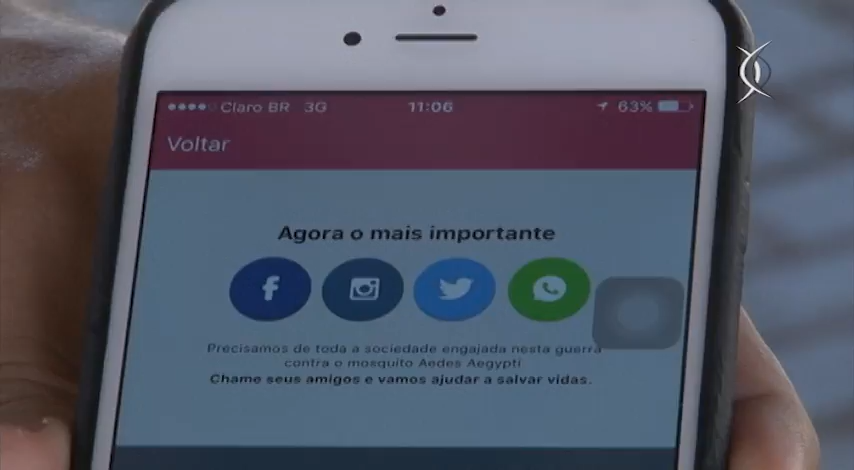 Claro BR 3G 11:06 63%
Voltar
Agora o mais importante
Precisamos de toda a sociedade engajada nesta guerra
contra o mosquito Aedes Aegypti
Chame seus amigos e vamos ajudar a salvar vidas.